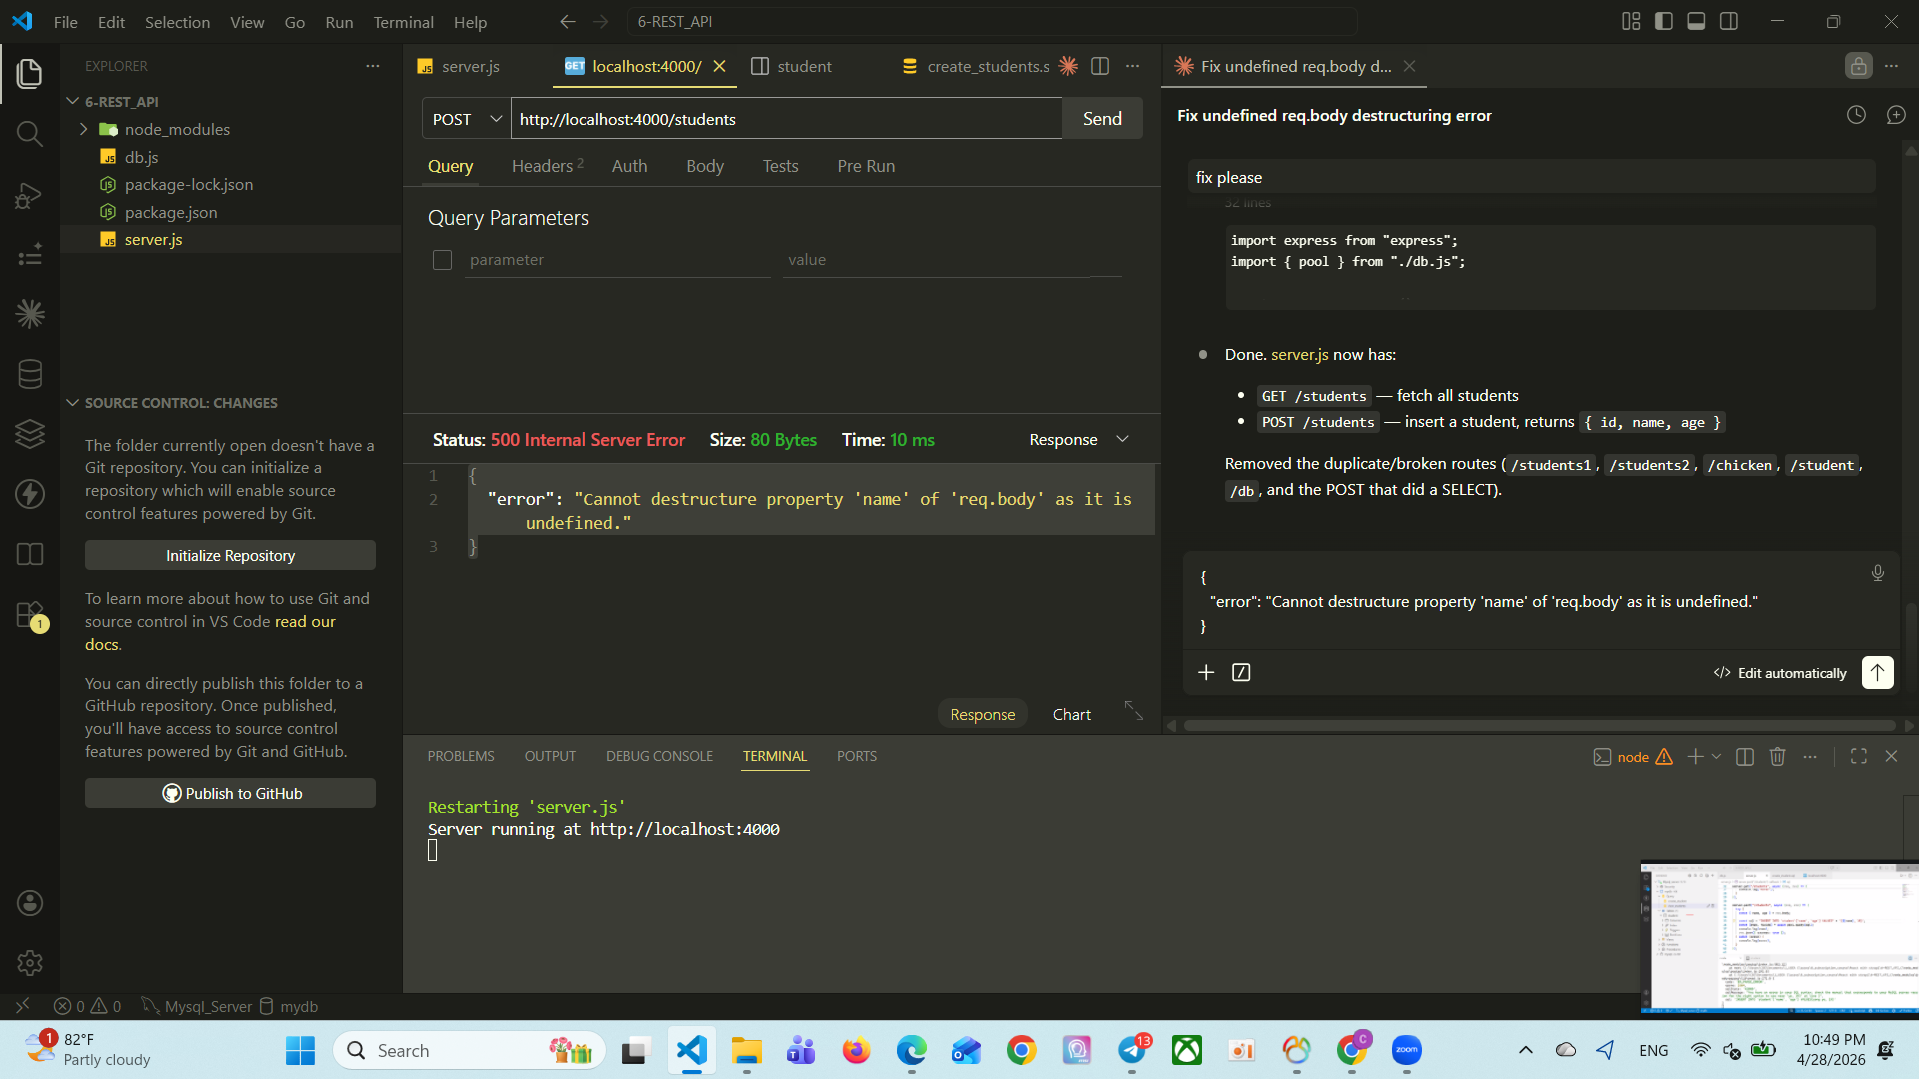 File Edit Selection View Go Run Terminal Help
6-REST_API
EXPLORER
6-REST_API
node_modules
db.js
package-lock.json
package.json
server.js
SOURCE CONTROL: CHANGES
The folder currently open doesn't have a
Git repository. You can initialize a
repository which will enable source
control features powered by Git.
Initialize Repository
To learn more about how to use Git and
source control in VS Code read our
docs.
You can directly publish this folder to a
GitHub repository. Once published,
you'll have access to source control
features powered by Git and GitHub.
Publish to GitHub
1
server.js
GET localhost:4000/
student
create_students.s
POST
http://localhost:4000/students
Send
Query Headers 2 Auth Body Tests Pre Run
Query Parameters
parameter value
Status: 500 Internal Server Error Size: 80 Bytes Time: 10 ms Response
1 {
2 "error": "Cannot destructure property 'name' of 'req.body' as it is
undefined."
3 }
Response Chart
Fix undefined req.body d...
Fix undefined req.body destructuring error
fix please
32 lines
import express from "express";
import { pool } from "./db.js";
Done. server.js now has:
• GET /students — fetch all students
• POST /students — insert a student, returns { id, name, age }
Removed the duplicate/broken routes ( /students1 , /students2 , /chicken , /student ,
/db , and the POST that did a SELECT).
{
"error": "Cannot destructure property 'name' of 'req.body' as it is undefined."
}
Edit automatically
PROBLEMS OUTPUT DEBUG CONSOLE TERMINAL PORTS
node
Restarting 'server.js'
Server running at http://localhost:4000
0 0 Mysql_Server mydb
1
82°F
Partly cloudy
Search
13
C
zoom
ENG
10:49 PM
4/28/2026